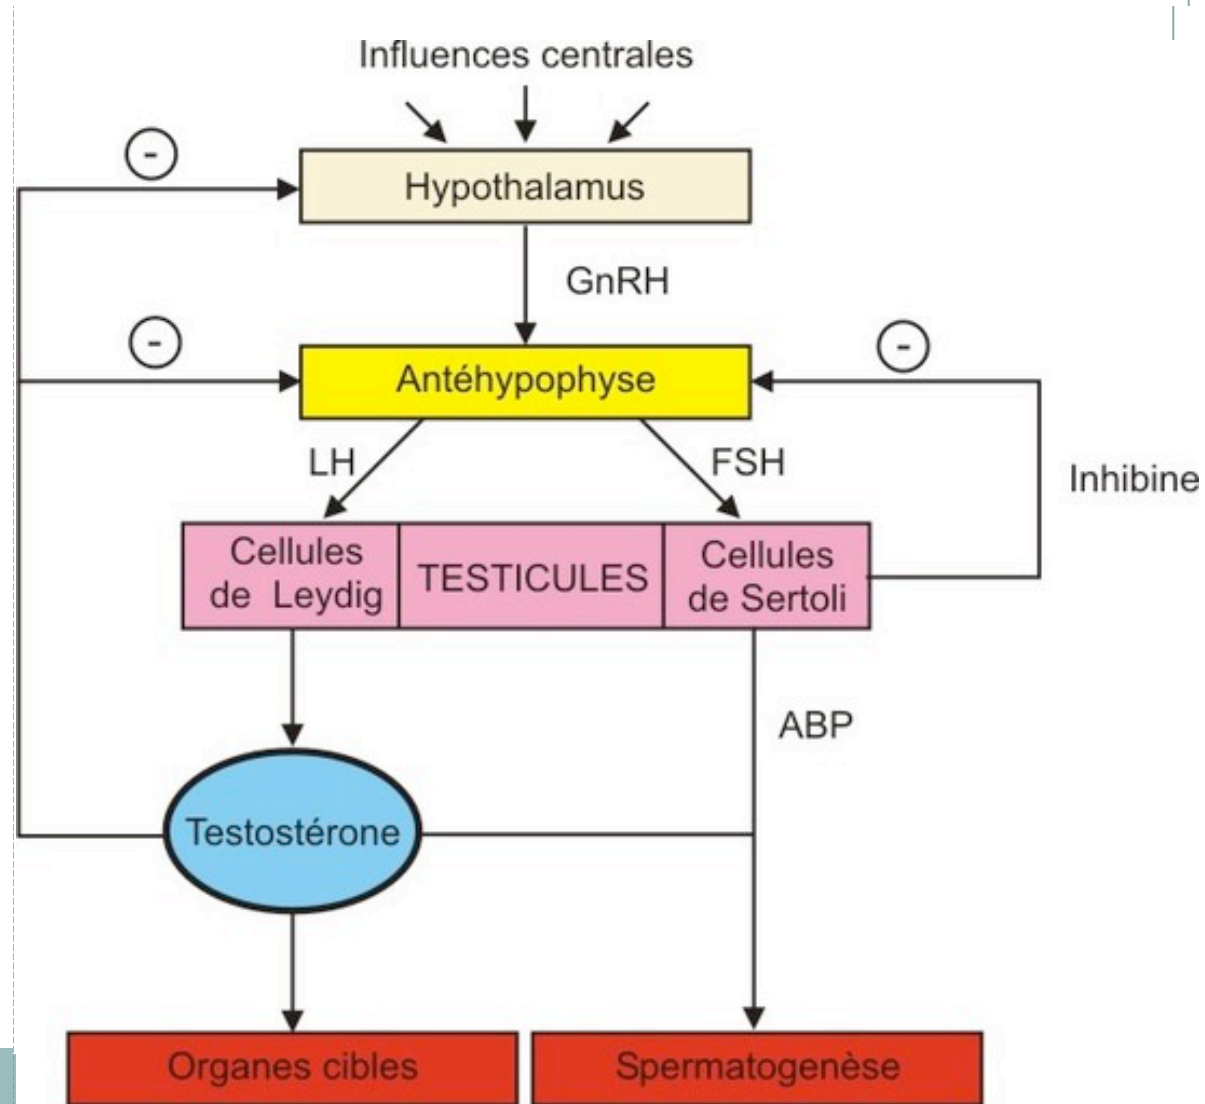 Influences centrales
-
Hypothalamus
GnRH
-
-
Antéhypophyse
LH
FSH
Inhibine
Cellules
de Leydig
TESTICULES
Cellules
de Sertoli
ABP
Testostérone
Organes cibles
Spermatogenèse